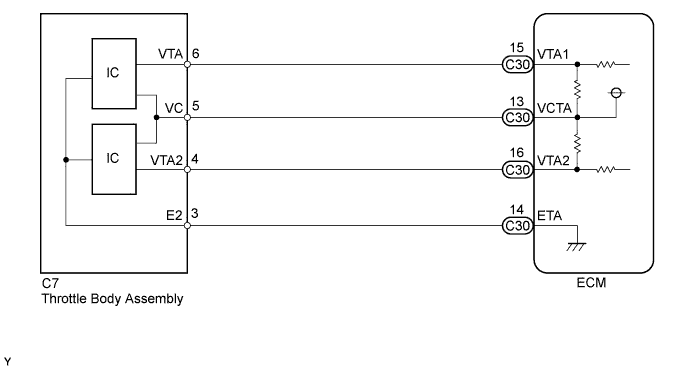 VTA 6
15
VTA1
C30
IC
VC 5
13
VCTA
C30
IC
VTA2 4
16
VTA2
C30
E2 3
14
ETA
C30
C7
Throttle Body Assembly
ECM
Y